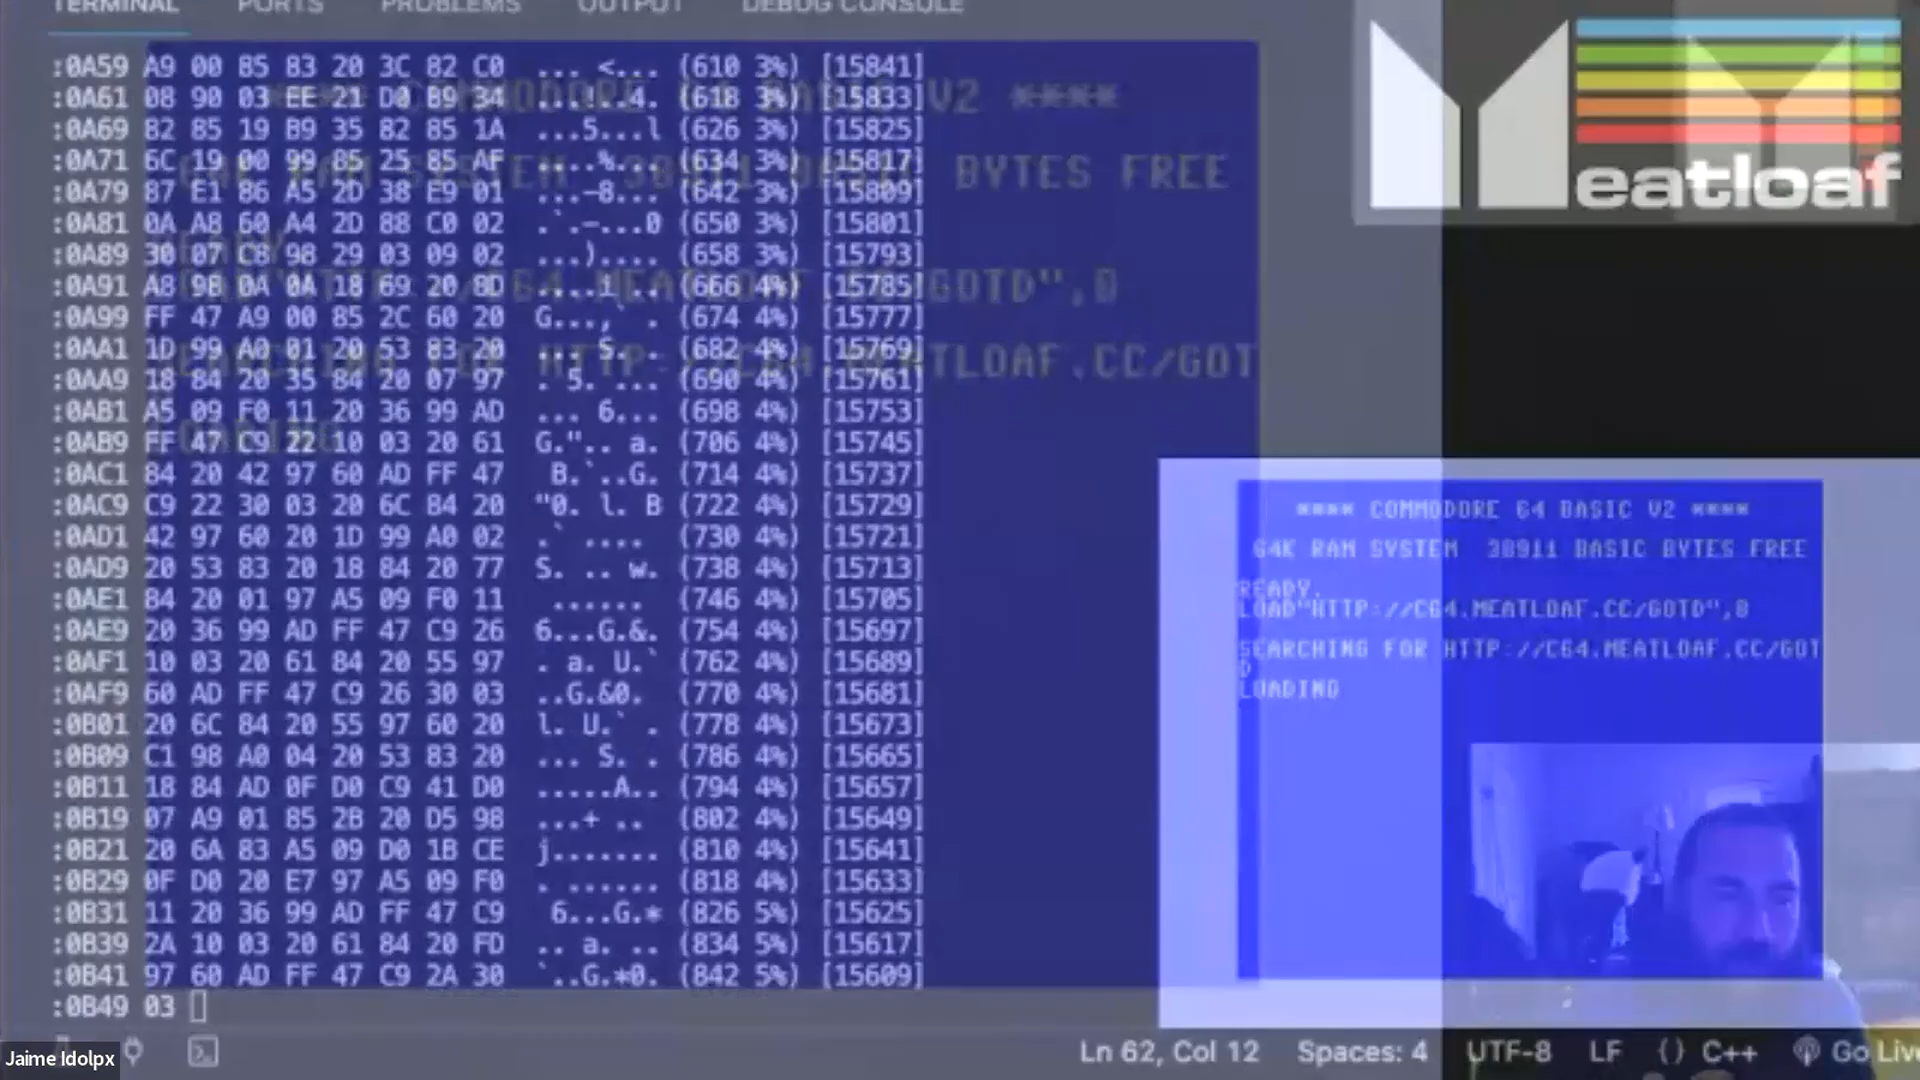 TERMINAL PORTS PROBLEMS OUTPUT DEBUG CONSOLE
:0A59 A9 00 85 83 20 3C 82 C0 ... <... (610 3%) [15841]
:0A61 08 90 03 EE 21 D0 B9 34 ....!..4. (618 3%) [15833]
:0A69 82 85 19 B9 35 82 85 1A ...5...l (626 3%) [15825]
:0A71 6C 19 00 99 85 25 85 AF ....%... (634 3%) [15817]
:0A79 87 E1 86 A5 2D 38 E9 01 ...-8... (642 3%) [15809]
:0A81 0A A8 60 A4 2D 88 C0 02 .`.-...0 (650 3%) [15801]
:0A89 30 07 C8 98 29 03 09 02 ...).... (658 3%) [15793]
:0A91 A8 98 0A 0A 18 69 20 8D ....i .. (666 4%) [15785]
:0A99 FF 47 A9 00 85 2C 60 20 G...,` . (674 4%) [15777]
:0AA1 1D 99 A0 01 20 53 83 20 ... S. . (682 4%) [15769]
:0AA9 18 84 20 35 84 20 07 97 . 5. ... (690 4%) [15761]
:0AB1 A5 09 F0 11 20 36 99 AD ... 6... (698 4%) [15753]
:0AB9 FF 47 C9 22 10 03 20 61 G.".. a. (706 4%) [15745]
:0AC1 84 20 42 97 60 AD FF 47 B.`..G. (714 4%) [15737]
:0AC9 C9 22 30 03 20 6C 84 20 "0. l. B (722 4%) [15729]
:0AD1 42 97 60 20 1D 99 A0 02 .` .... (730 4%) [15721]
:0AD9 20 53 83 20 18 84 20 77 S. .. w. (738 4%) [15713]
:0AE1 84 20 01 97 A5 09 F0 11 ...... (746 4%) [15705]
:0AE9 20 36 99 AD FF 47 C9 26 6...G.&. (754 4%) [15697]
:0AF1 10 03 20 61 84 20 55 97 . a. U.` (762 4%) [15689]
:0AF9 60 AD FF 47 C9 26 30 03 ..G.&0. (770 4%) [15681]
:0B01 20 6C 84 20 55 97 60 20 l. U.` . (778 4%) [15673]
:0B09 C1 98 A0 04 20 53 83 20 ... S. . (786 4%) [15665]
:0B11 18 84 AD 0F D0 C9 41 D0 .....A.. (794 4%) [15657]
:0B19 07 A9 01 85 2B 20 D5 98 ...+ .. (802 4%) [15649]
:0B21 20 6A 83 A5 09 D0 1B CE j....... (810 4%) [15641]
:0B29 0F D0 20 E7 97 A5 09 F0 . ...... (818 4%) [15633]
:0B31 11 20 36 99 AD FF 47 C9 6...G.* (826 5%) [15625]
:0B39 2A 10 03 20 61 84 20 FD .. a. .. (834 5%) [15617]
:0B41 97 60 AD FF 47 C9 2A 30 `..G.*0. (842 5%) [15609]
:0B49 03
Meatloaf
**** COMMODORE 64 BASIC V2 ****
64K RAM SYSTEM 38911 BASIC BYTES FREE
READY.
LOAD"HTTP://C64.MEATLOAF.CC/GOTD",8
SEARCHING FOR HTTP://C64.MEATLOAF.CC/GOT
D
LOADING
Ln 62, Col 12 Spaces: 4 UTF-8 LF {} C++ Go Live
Jaime Idolpx